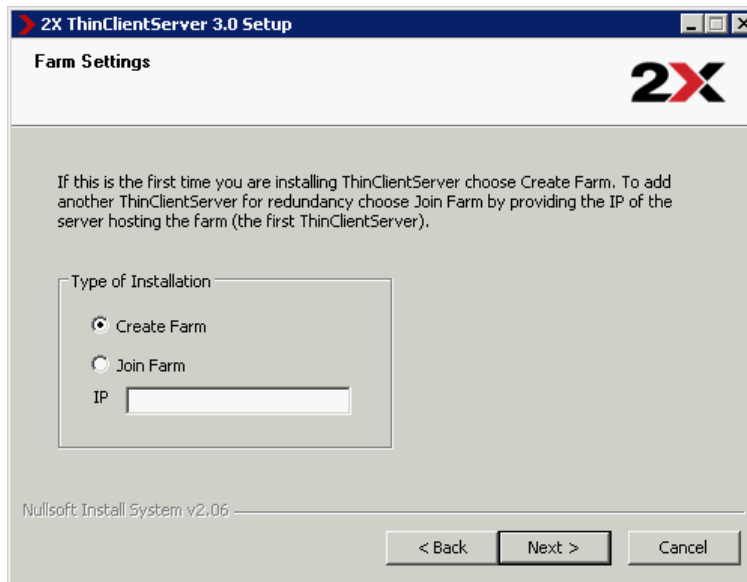 2X ThinClientServer 3.0 Setup
Farm Settings
2X
If this is the first time you are installing ThinClientServer choose Create Farm. To add
another ThinClientServer for redundancy choose Join Farm by providing the IP of the
server hosting the farm (the first ThinClientServer).
Type of Installation
Create Farm
Join Farm
IP
Nullsoft Install System v2.06
< Back
Next >
Cancel